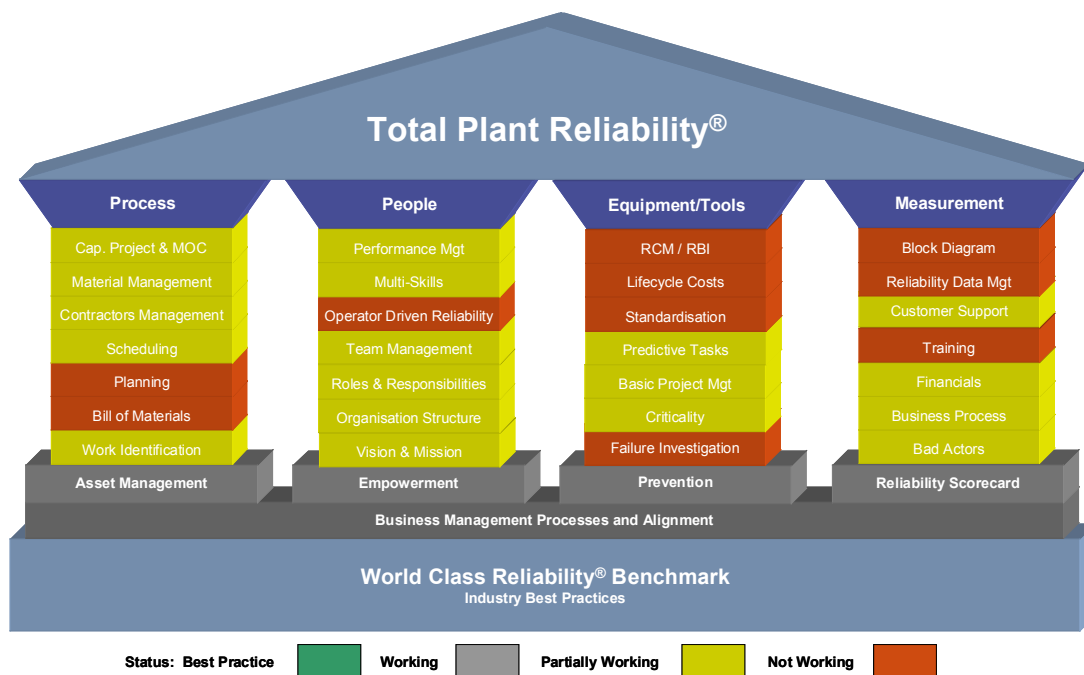 Total Plant Reliability®
Process
People
Equipment/Tools
Measurement
Cap. Project & MOC
Material Management
Contractors Management
Scheduling
Planning
Bill of Materials
Work Identification
Asset Management
Performance Mgt
Multi-Skills
Operator Driven Reliability
Team Management
Roles & Responsibilities
Organisation Structure
Vision & Mission
Empowerment
RCM / RBI
Lifecycle Costs
Standardisation
Predictive Tasks
Basic Project Mgt
Criticality
Failure Investigation
Prevention
Block Diagram
Reliability Data Mgt
Customer Support
Training
Financials
Business Process
Bad Actors
Reliability Scorecard
Business Management Processes and Alignment
World Class Reliability® Benchmark
Industry Best Practices
Status: Best Practice Working Partially Working Not Working